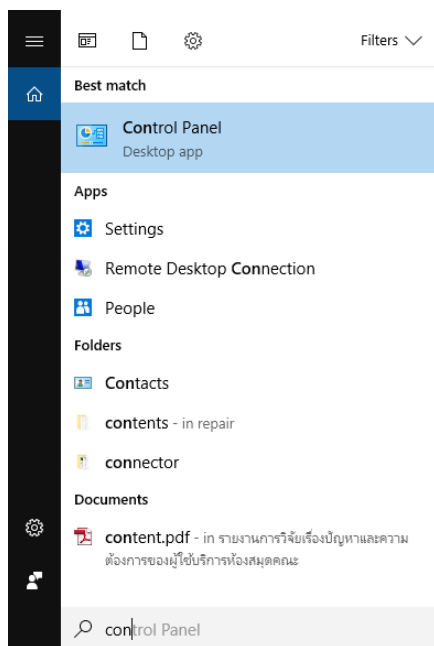 Filters
Best match
Control Panel
Desktop app
Apps
Settings
Remote Desktop Connection
People
Folders
Contacts
contents - in repair
connector
Documents
content.pdf - in รายงานการวิจัยเรื่องปัญหาและความ
ต้องการของผู้ใช้บริการห้องสมุดคณะ
control Panel